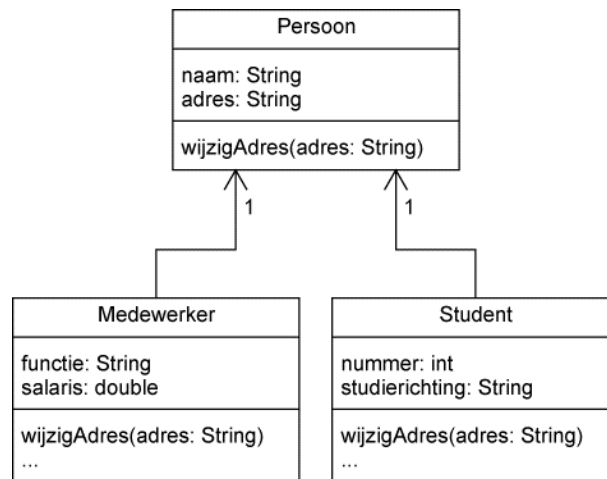 Persoon
naam: String
adres: String
wijzigAdres(adres: String)
1
1
Medewerker
functie: String
salaris: double
wijzigAdres(adres: String)
...
Student
nummer: int
studierichting: String
wijzigAdres(adres: String)
...